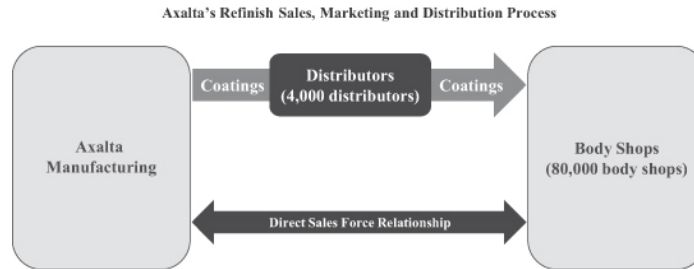 Axalta's Refinish Sales, Marketing and Distribution Process
Axalta
Manufacturing
Coatings
Distributors
(4,000 distributors)
Coatings
Body Shops
(80,000 body shops)
Direct Sales Force Relationship